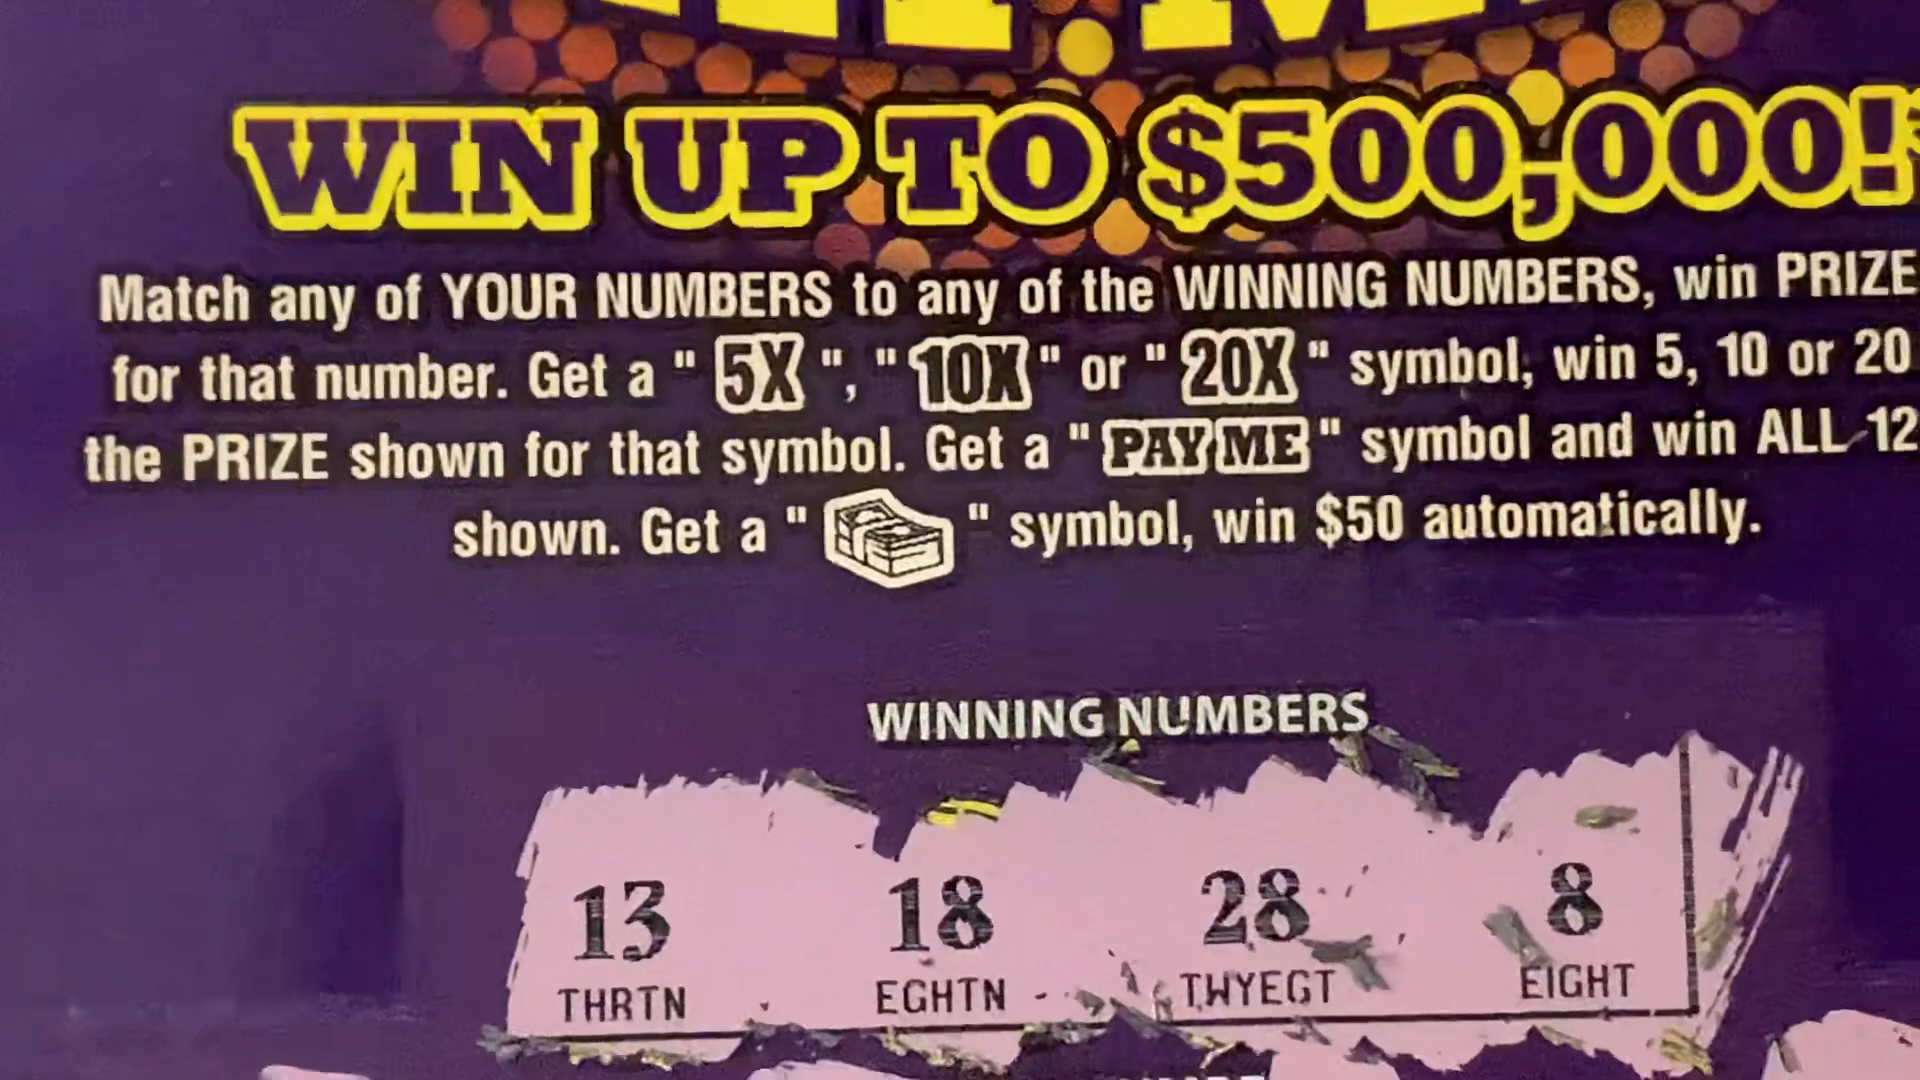 WIN UP TO $500,000!
Match any of YOUR NUMBERS to any of the WINNING NUMBERS, win PRIZE
for that number. Get a "5X", "10X" or "20X" symbol, win 5, 10 or 20
the PRIZE shown for that symbol. Get a "PAY ME" symbol and win ALL 12
shown. Get a " " symbol, win $50 automatically.
WINNING NUMBERS
13 18 28 8
THRTN EGHTN TWYEGT EIGHT